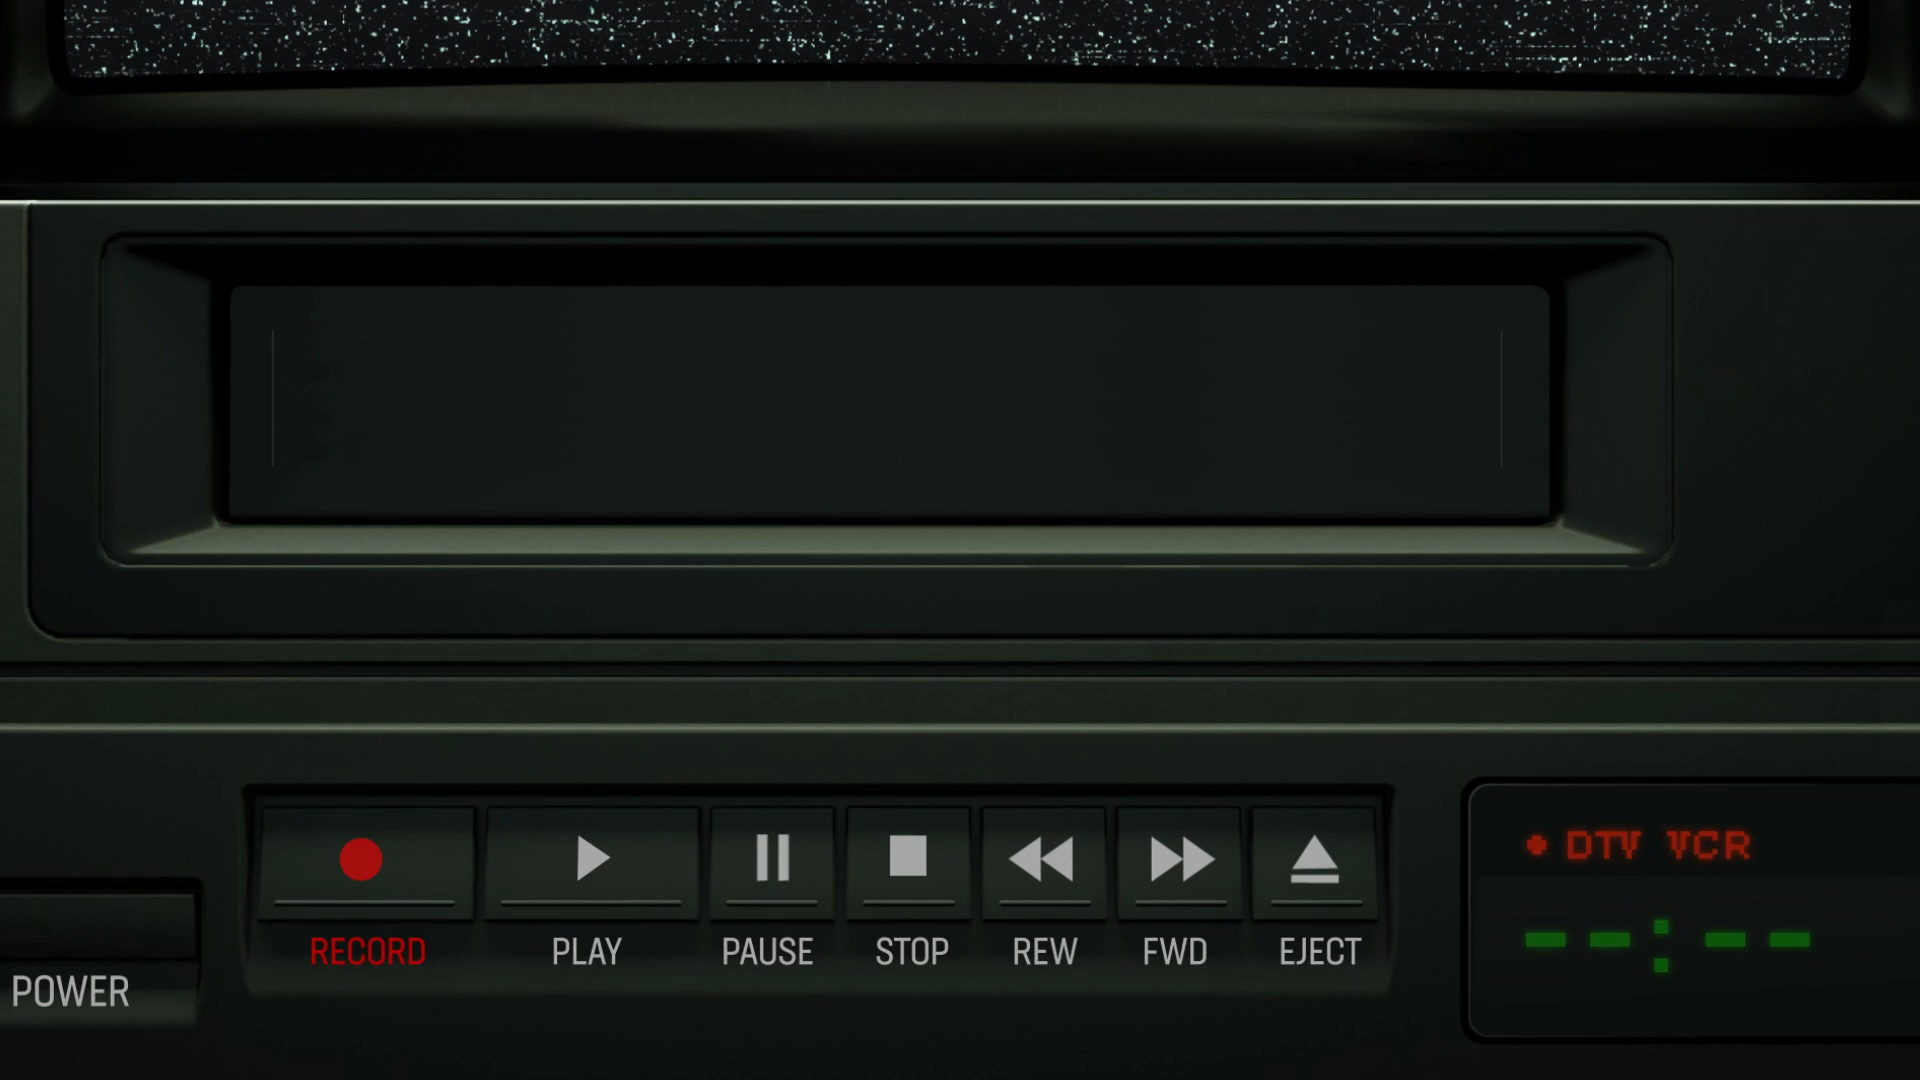 DTV VCR
--:--
RECORD PLAY PAUSE STOP REW FWD EJECT
POWER